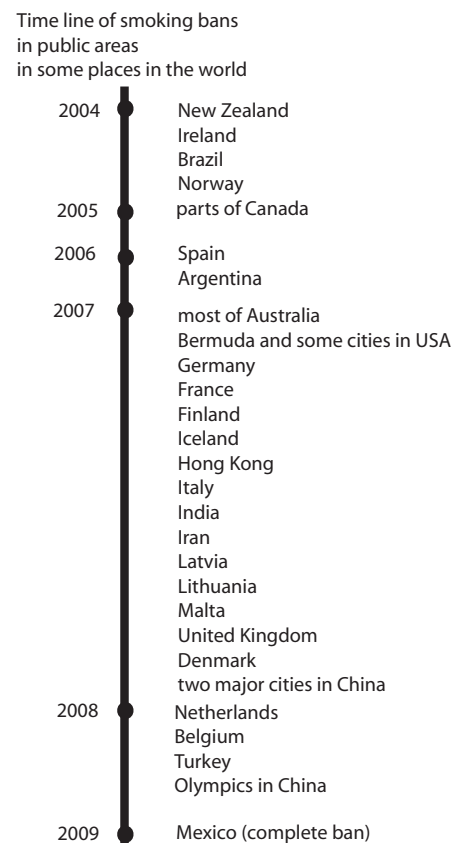 Time line of smoking bans
in public areas
in some places in the world
2004 New Zealand
Ireland
Brazil
Norway
2005 parts of Canada
2006 Spain
Argentina
2007 most of Australia
Bermuda and some cities in USA
Germany
France
Finland
Iceland
Hong Kong
Italy
India
Iran
Latvia
Lithuania
Malta
United Kingdom
Denmark
two major cities in China
2008 Netherlands
Belgium
Turkey
Olympics in China
2009 Mexico (complete ban)